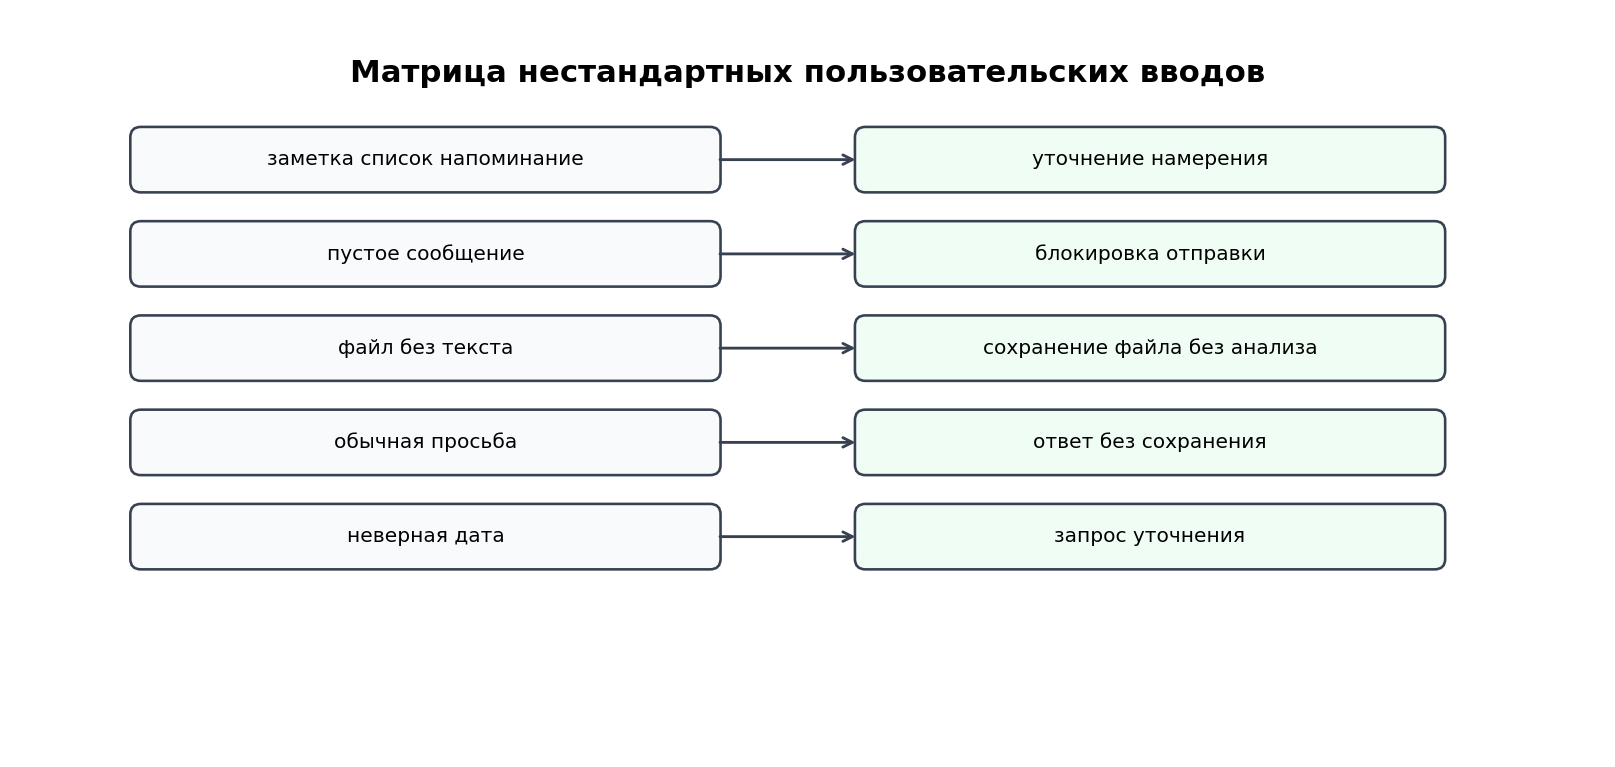 Матрица нестандартных пользовательских вводов
заметка список напоминание
уточнение намерения
пустое сообщение
блокировка отправки
файл без текста
сохранение файла без анализа
обычная просьба
ответ без сохранения
неверная дата
запрос уточнения